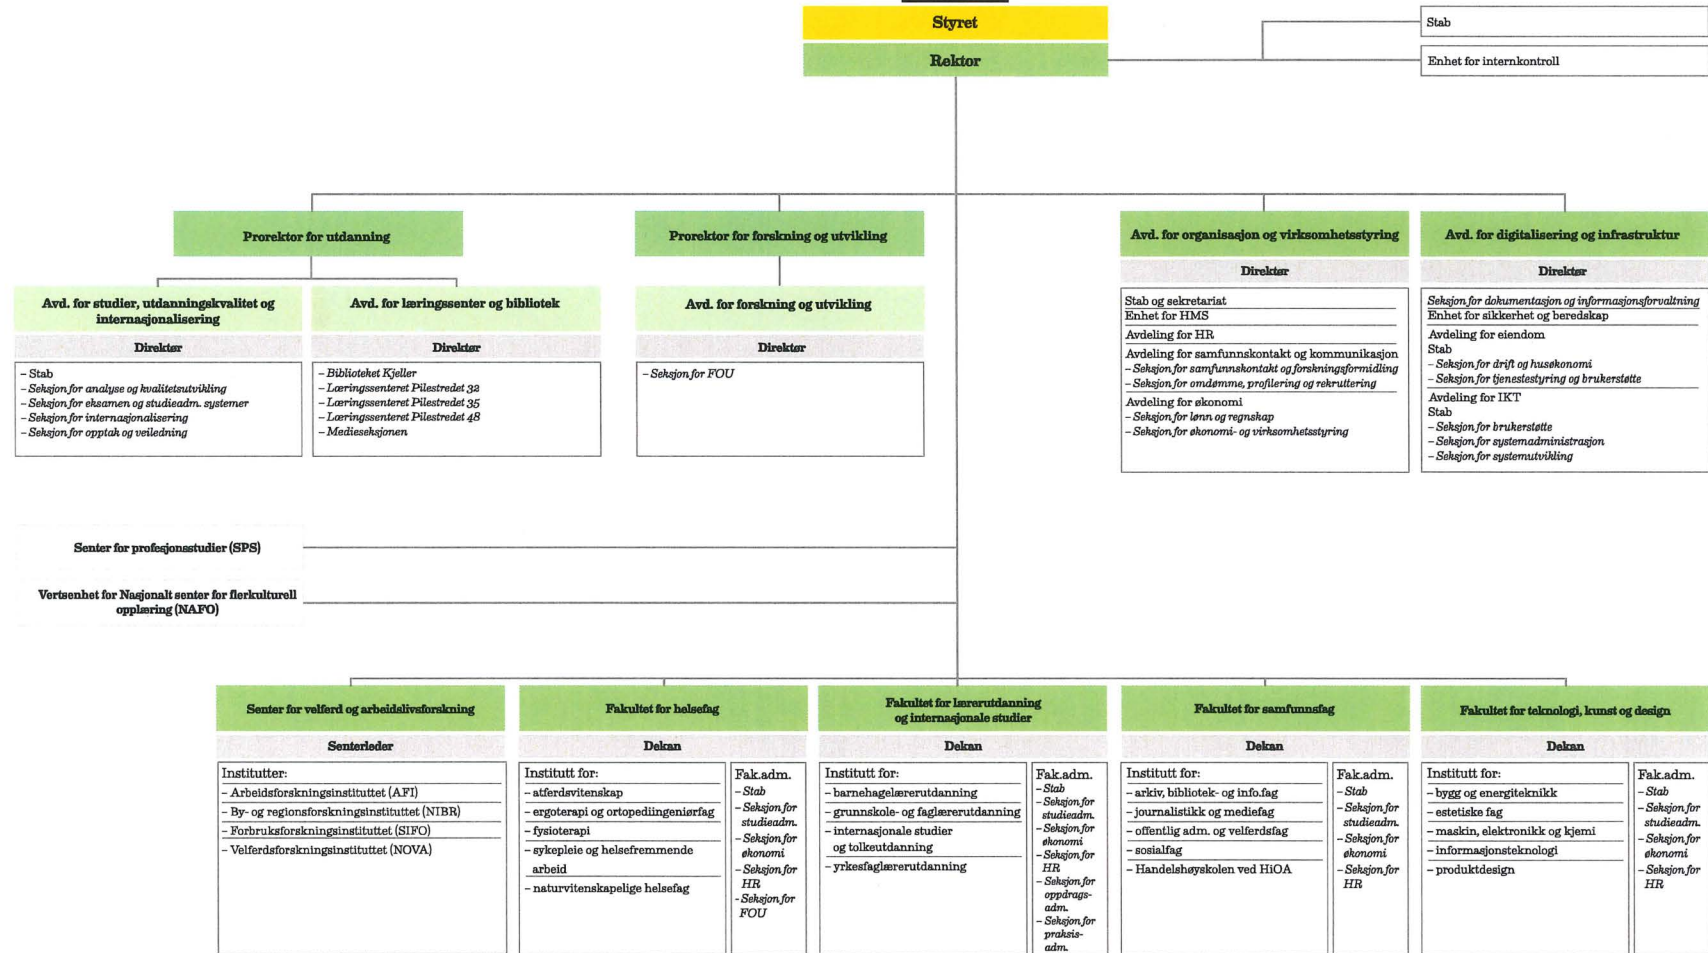 Styret
Rektor
Stab
Enhet for internkontroll
Prorektor for utdanning
Prorektor for forskning og utvikling
Avd. for organisasjon og virksomhetsstyring
Direktør
Avd. for digitalisering og infrastruktur
Direktør
Avd. for studier, utdanningskvalitet og
internasjonalisering
Direktør
– Stab
– Seksjon for analyse og kvalitetsutvikling
– Seksjon for eksamen og studieadm. systemer
– Seksjon for internasjonalisering
– Seksjon for opptak og veiledning
Avd. for læringssenter og bibliotek
Direktør
– Biblioteket Kjeller
– Læringssenteret Pilestredet 32
– Læringssenteret Pilestredet 35
– Læringssenteret Pilestredet 48
– Medieseksjonen
Avd. for forskning og utvikling
Direktør
– Seksjon for FOU
Stab og sekretariat
Enhet for HMS
Avdeling for HR
Avdeling for samfunnskontakt og kommunikasjon
– Seksjon for samfunnskontakt og forskningsformidling
– Seksjon for omdømme, profilering og rekruttering
Avdeling for økonomi
– Seksjon for lønn og regnskap
– Seksjon for økonomi- og virksomhetsstyring
Seksjon for dokumentasjon og informasjonsforvaltning
Enhet for sikkerhet og beredskap
Avdeling for eiendom
Stab
– Seksjon for drift og husøkonomi
– Seksjon for tjenestestyring og brukerstøtte
Avdeling for IKT
Stab
– Seksjon for brukerstøtte
– Seksjon for systemadministrasjon
– Seksjon for systemutvikling
Senter for profesjonsstudier (SPS)
Vertsenhet for Nasjonalt senter for flerkulturell
opplæring (NAFO)
Senter for velferd og arbeidslivsforskning
Senterleder
Institutter:
– Arbeidsforskningsinstituttet (AFI)
– By- og regionsforskningsinstituttet (NIBR)
– Forbruksforskningsinstituttet (SIFO)
– Velferdsforskningsinstituttet (NOVA)
Fakultet for helsefag
Dekan
Institutt for:
– atferdsvitenskap
– ergoterapi og ortopediingeniørfag
– fysioterapi
– sykepleie og helsefremmende
arbeid
– naturvitenskapelige helsefag
Fak.adm.
– Stab
– Seksjon for
studieadm.
– Seksjon for
økonomi
– Seksjon for
HR
– Seksjon for
FOU
Fakultet for lærerutdanning
og internasjonale studier
Dekan
Institutt for:
– barnehagelærerutdanning
– grunnskole- og faglærerutdanning
– internasjonale studier
og tolkeutdanning
– yrkesfaglærerutdanning
Fak.adm.
– Stab
– Seksjon for
studieadm.
– Seksjon for
økonomi
– Seksjon for
HR
– Seksjon for
oppdrags-
adm.
– Seksjon for
praksis-
adm.
Fakultet for samfunnsfag
Dekan
Institutt for:
– arkiv, bibliotek- og info.fag
– journalistikk og mediefag
– offentlig adm. og velferdsfag
– sosialfag
– Handelshøyskolen ved HiOA
Fak.adm.
– Stab
– Seksjon for
studieadm.
– Seksjon for
økonomi
– Seksjon for
HR
Fakultet for teknologi, kunst og design
Dekan
Institutt for:
– bygg og energiteknikk
– estetiske fag
– maskin, elektronikk og kjemi
– informasjonsteknologi
– produktdesign
Fak.adm.
– Stab
– Seksjon for
studieadm.
– Seksjon for
økonomi
– Seksjon for
HR